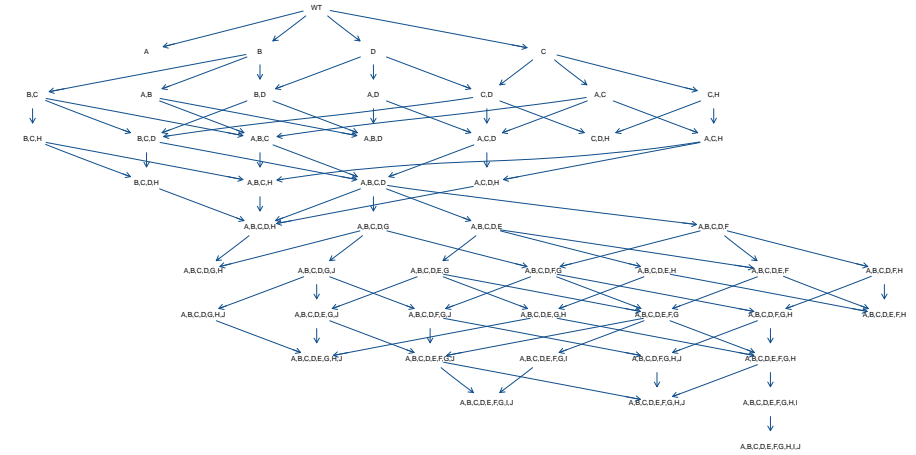 WT
A B D C
B,C A,B B,D A,D C,D A,C C,H
B,C,H B,C,D A,B,C A,B,D A,C,D C,D,H A,C,H
B,C,D,H A,B,C,H A,B,C,D A,C,D,H
A,B,C,D,H A,B,C,D,G A,B,C,D,E A,B,C,D,F
A,B,C,D,G,H A,B,C,D,G,J A,B,C,D,E,G A,B,C,D,F,G A,B,C,D,E,H A,B,C,D,E,F A,B,C,D,F,H
A,B,C,D,G,H,J A,B,C,D,E,G,J A,B,C,D,F,G,J A,B,C,D,E,G,H A,B,C,D,E,F,G A,B,C,D,F,G,H A,B,C,D,E,F,H
A,B,C,D,E,G,H,J A,B,C,D,E,F,G,J A,B,C,D,E,F,G,I A,B,C,D,F,G,H,J A,B,C,D,E,F,G,H
A,B,C,D,E,F,G,I,J A,B,C,D,E,F,G,H,J A,B,C,D,E,F,G,H,I
A,B,C,D,E,F,G,H,I,J